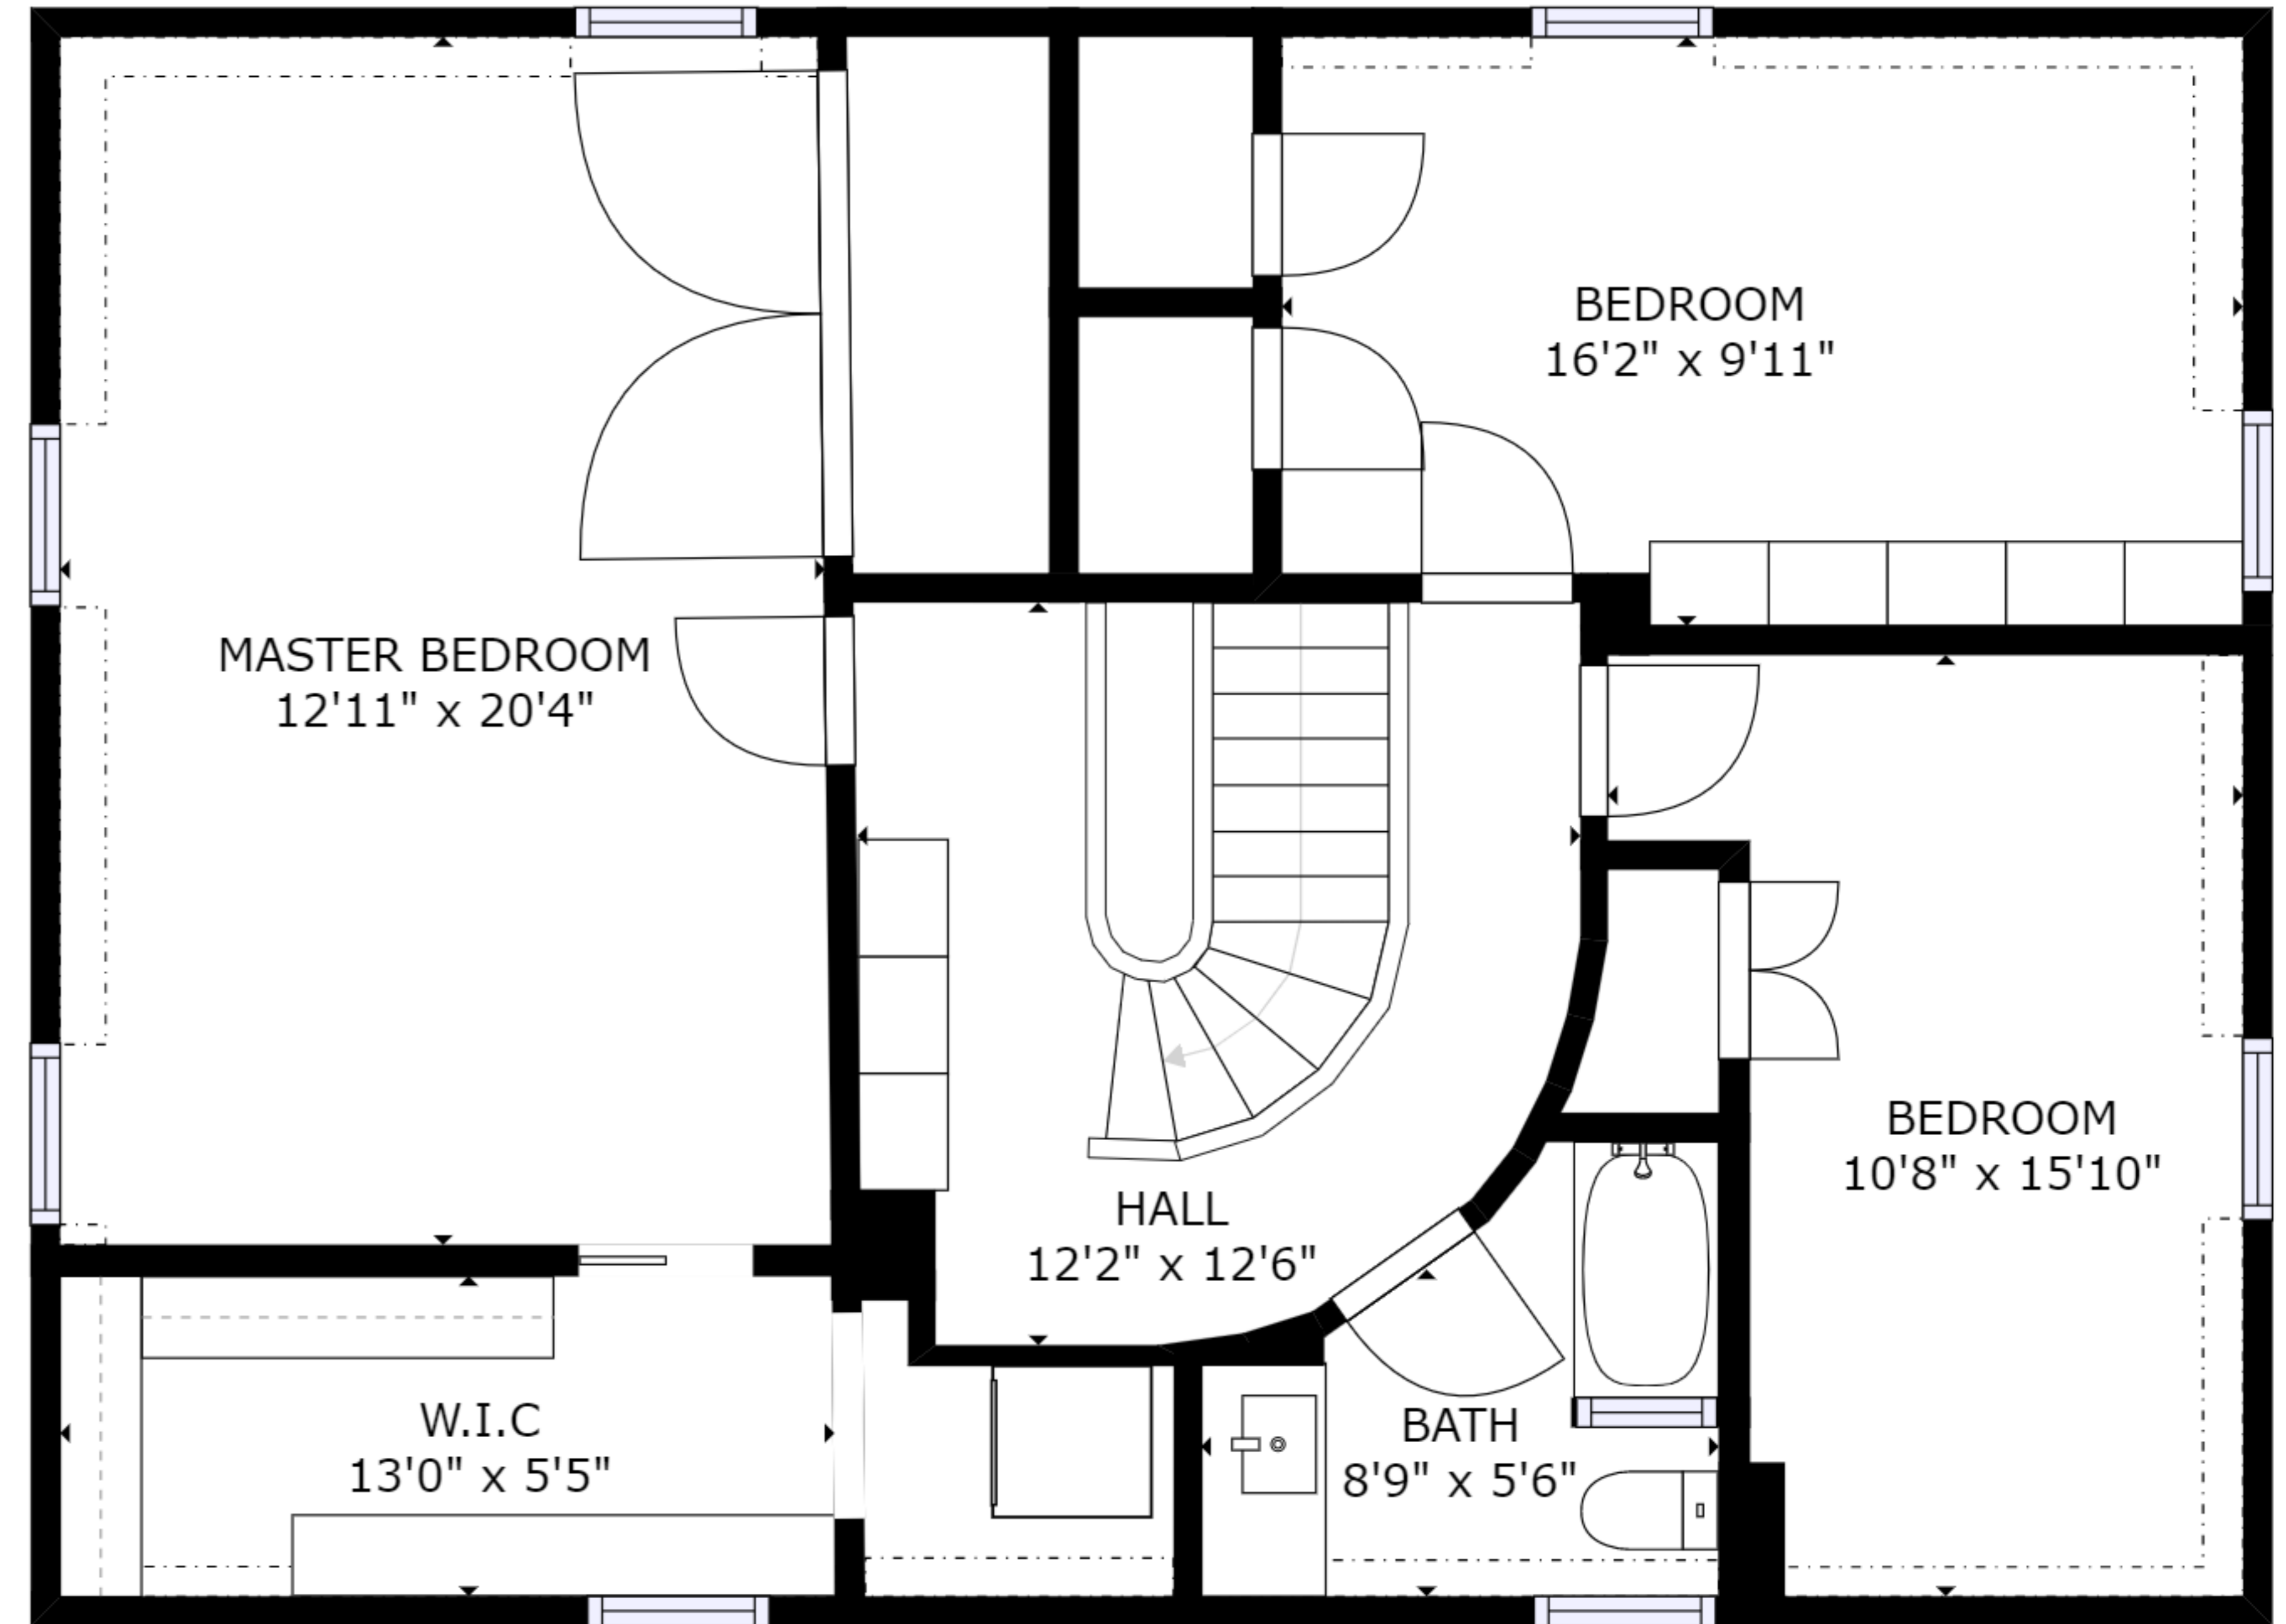 BEDROOM
16'2" x 9'11"
MASTER BEDROOM
12'11" x 20'4"
BEDROOM
10'8" x 15'10"
HALL
12'2" x 12'6"
W.I.C
13'0" x 5'5"
BATH
8'9" x 5'6"